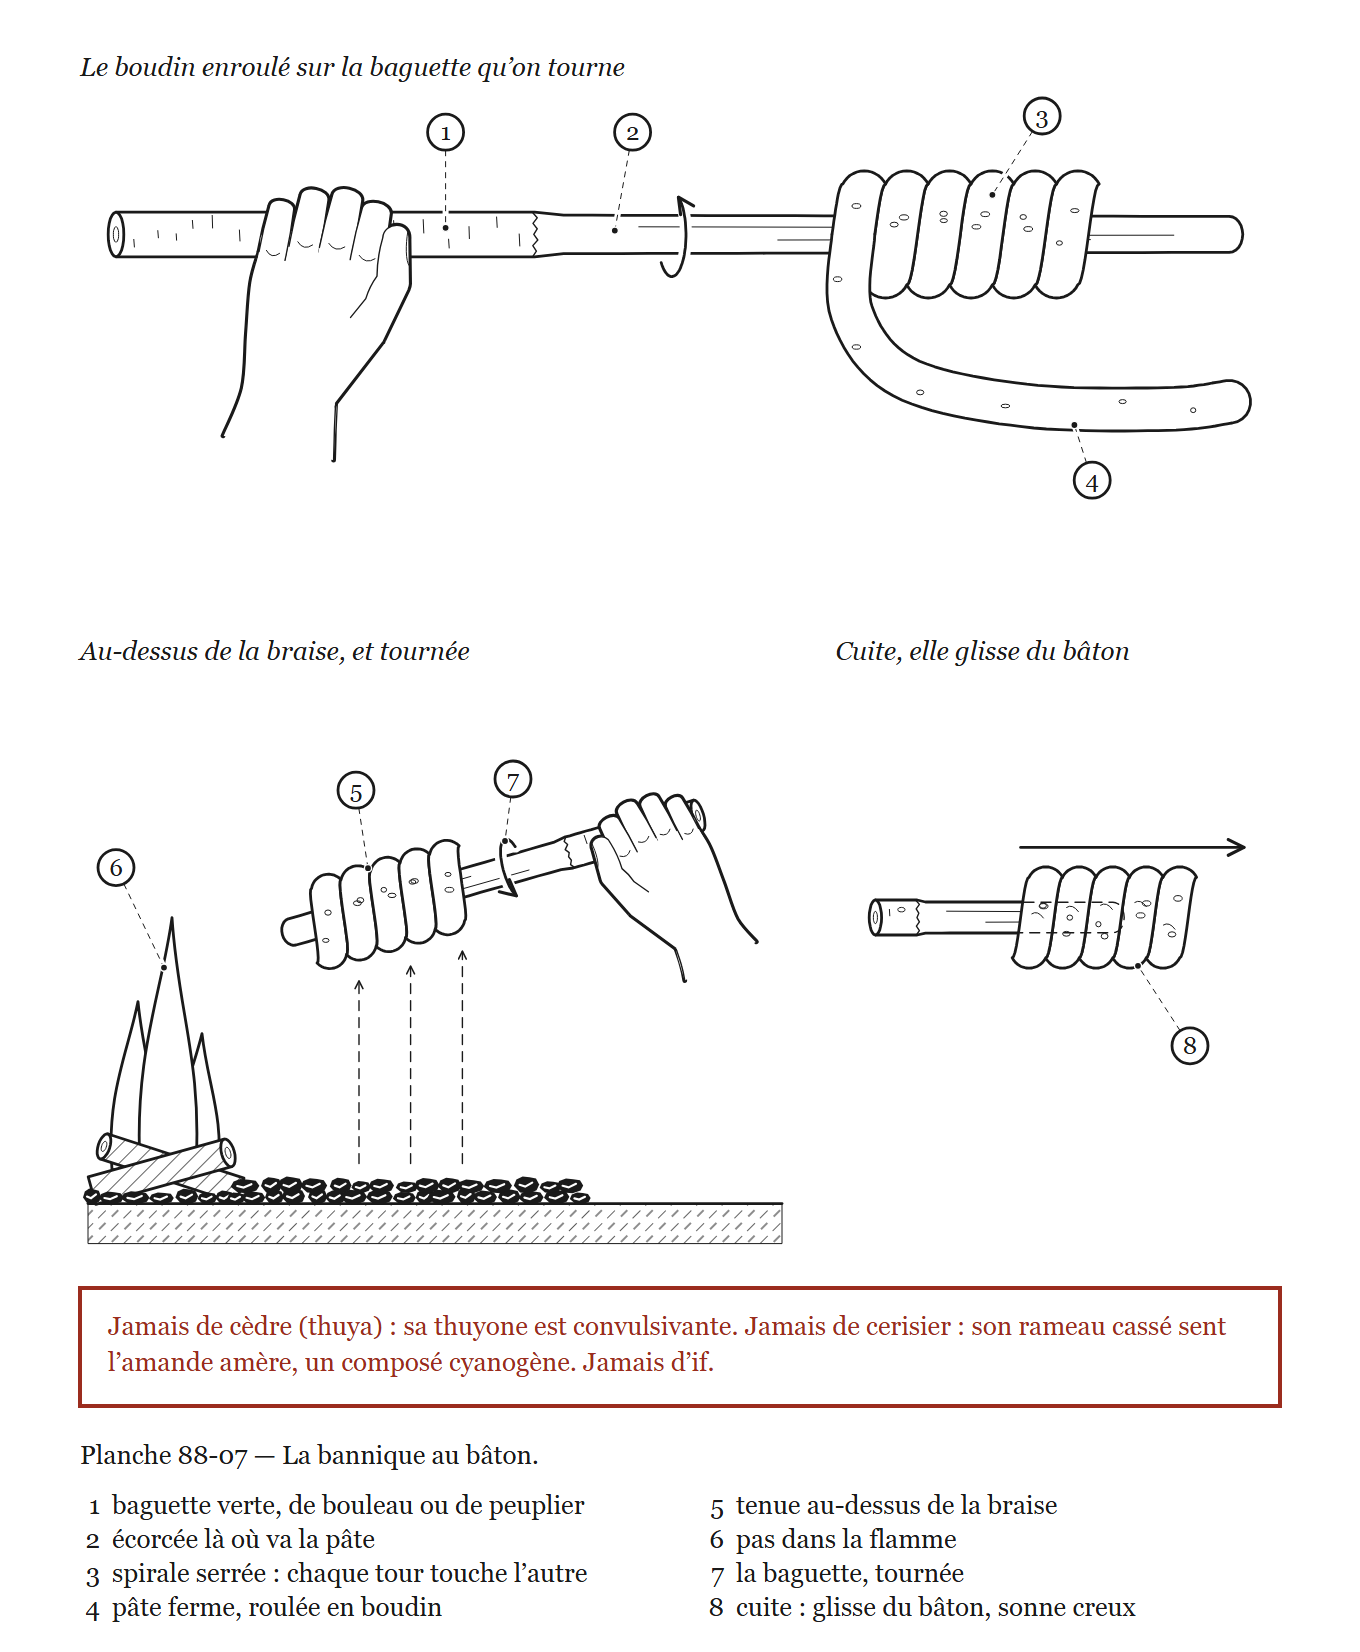 Le boudin enroulé sur la baguette qu’on tourne
1
2
3
4
Au-dessus de la braise, et tournée
Cuite, elle glisse du bâton
5
7
6
8
Jamais de cèdre (thuya) : sa thuyone est convulsivante. Jamais de cerisier : son rameau cassé sent
l’amande amère, un composé cyanogène. Jamais d’if.
Planche 88-07 — La bannique au bâton.
1 baguette verte, de bouleau ou de peuplier
2 écorcée là où va la pâte
3 spirale serrée : chaque tour touche l’autre
4 pâte ferme, roulée en boudin
5 tenue au-dessus de la braise
6 pas dans la flamme
7 la baguette, tournée
8 cuite : glisse du bâton, sonne creux